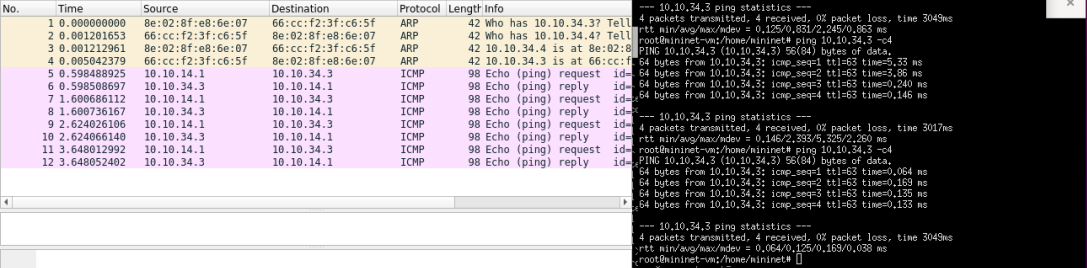 No. Time Source Destination Protocol Length Info
1 0.000000000 8e:02:8f:e8:6e:07 66:cc:f2:3f:c6:5f ARP 42 Who has 10.10.34.3? Tell
2 0.001201653 66:cc:f2:3f:c6:5f 8e:02:8f:e8:6e:07 ARP 42 Who has 10.10.34.4? Tell
3 0.001212961 8e:02:8f:e8:6e:07 66:cc:f2:3f:c6:5f ARP 42 10.10.34.4 is at 8e:02:8
4 0.005042379 66:cc:f2:3f:c6:5f 8e:02:8f:e8:6e:07 ARP 42 10.10.34.3 is at 66:cc:f
5 0.598488925 10.10.14.1 10.10.34.3 ICMP 98 Echo (ping) request id=
6 0.598508697 10.10.34.3 10.10.14.1 ICMP 98 Echo (ping) reply id=
7 1.600686112 10.10.14.1 10.10.34.3 ICMP 98 Echo (ping) request id=
8 1.600736167 10.10.34.3 10.10.14.1 ICMP 98 Echo (ping) reply id=
9 2.624026106 10.10.14.1 10.10.34.3 ICMP 98 Echo (ping) request id=
10 2.624066140 10.10.34.3 10.10.14.1 ICMP 98 Echo (ping) reply id=
11 3.648012992 10.10.14.1 10.10.34.3 ICMP 98 Echo (ping) request id=
12 3.648052402 10.10.34.3 10.10.14.1 ICMP 98 Echo (ping) reply id=
--- 10.10.34.3 ping statistics ---
4 packets transmitted, 4 received, 0% packet loss, time 3049ms
rtt min/avg/max/mdev = 0.125/0.831/2.245/0.863 ms
root@mininet-vm:/home/mininet# ping 10.10.34.3 -c4
PING 10.10.34.3 (10.10.34.3) 56(84) bytes of data.
64 bytes from 10.10.34.3: icmp_seq=1 ttl=63 time=5.33 ms
64 bytes from 10.10.34.3: icmp_seq=2 ttl=63 time=3.86 ms
64 bytes from 10.10.34.3: icmp_seq=3 ttl=63 time=0.240 ms
64 bytes from 10.10.34.3: icmp_seq=4 ttl=63 time=0.146 ms
--- 10.10.34.3 ping statistics ---
4 packets transmitted, 4 received, 0% packet loss, time 3017ms
rtt min/avg/max/mdev = 0.146/2.393/5.325/2.260 ms
root@mininet-vm:/home/mininet# ping 10.10.34.3 -c4
PING 10.10.34.3 (10.10.34.3) 56(84) bytes of data.
64 bytes from 10.10.34.3: icmp_seq=1 ttl=63 time=0.064 ms
64 bytes from 10.10.34.3: icmp_seq=2 ttl=63 time=0.169 ms
64 bytes from 10.10.34.3: icmp_seq=3 ttl=63 time=0.135 ms
64 bytes from 10.10.34.3: icmp_seq=4 ttl=63 time=0.133 ms
--- 10.10.34.3 ping statistics ---
4 packets transmitted, 4 received, 0% packet loss, time 3049ms
rtt min/avg/max/mdev = 0.064/0.125/0.169/0.038 ms
root@mininet-vm:/home/mininet#